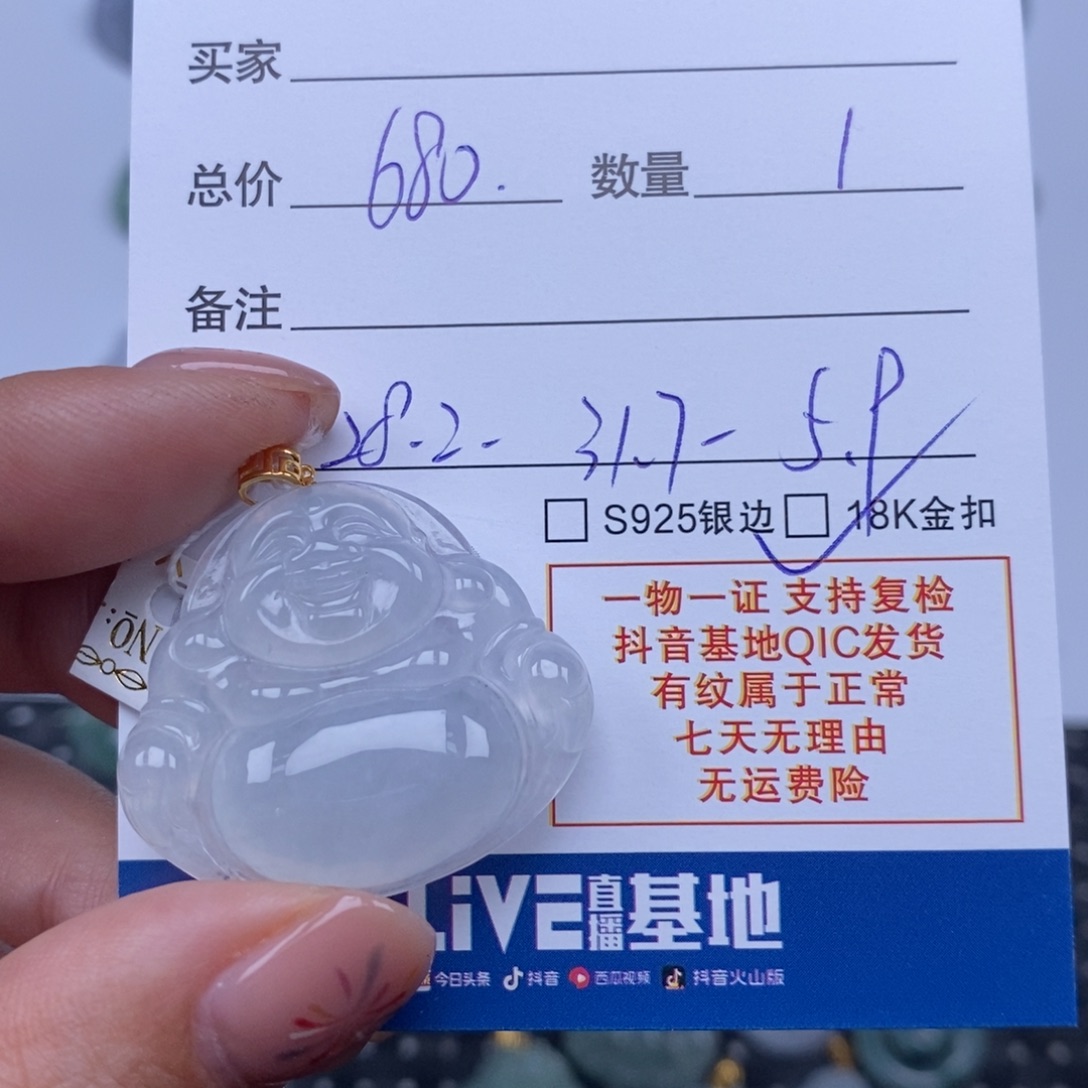 买家
总价 680. 数量 1
备注
28.2- 31.7- 5.9
S925银边 18K金扣
一物一证 支持复检
抖音基地QIC发货
有纹属于正常
七天无理由
无运费险
NO:
LiVE直播基地
今日头条 抖音 西瓜视频 抖音火山版